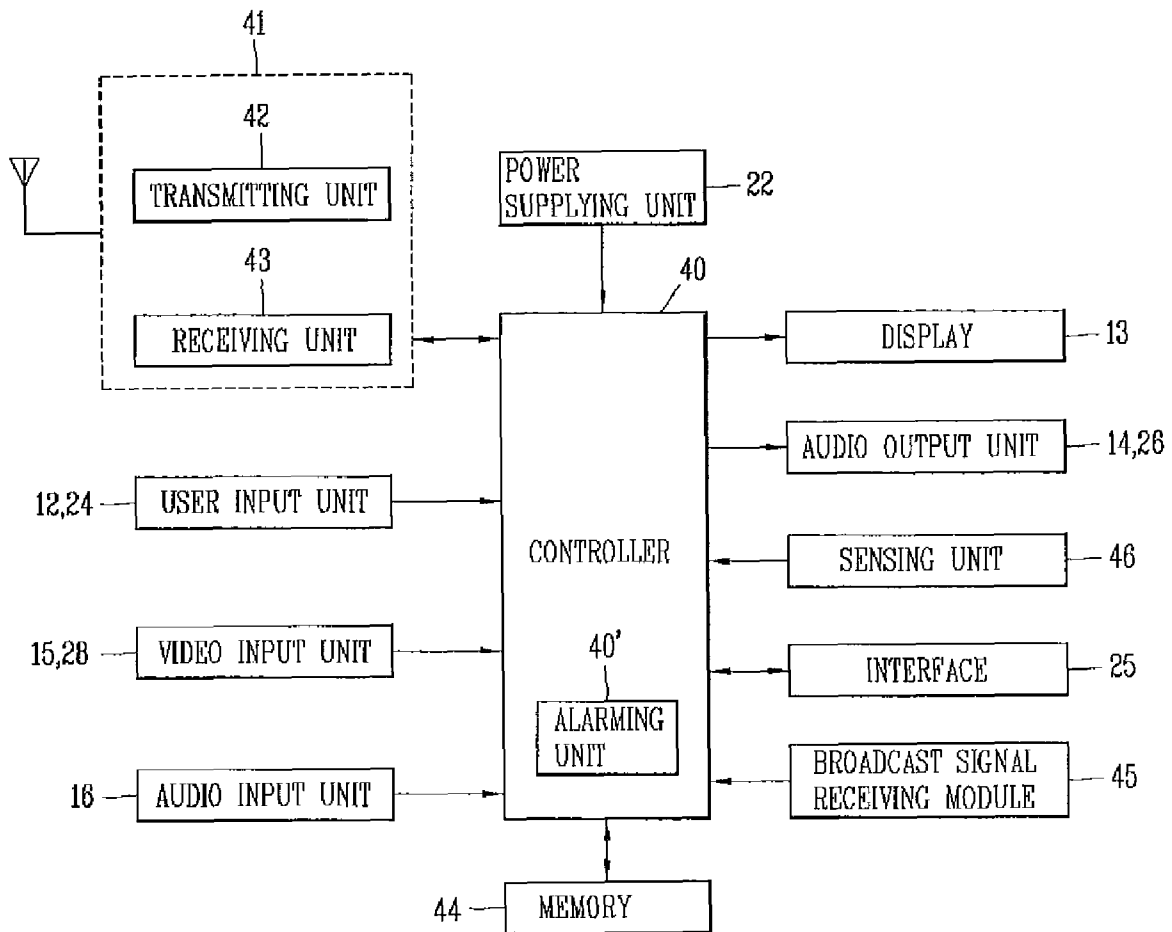 41
42
TRANSMITTING UNIT
43
RECEIVING UNIT
POWER
SUPPLYING UNIT
22
40
DISPLAY
13
AUDIO OUTPUT UNIT
14,26
12,24
USER INPUT UNIT
CONTROLLER
SENSING UNIT
46
15,28
VIDEO INPUT UNIT
40'
ALARMING
UNIT
INTERFACE
25
16
AUDIO INPUT UNIT
BROADCAST SIGNAL
RECEIVING MODULE
45
44
MEMORY